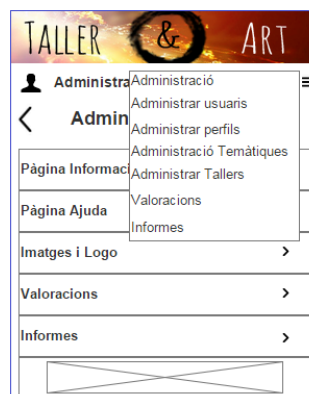 TALLER & ART
Administra
Administració
Administrar usuaris
Administrar perfils
Administració Temàtiques
Administrar Tallers
Valoracions
Informes
Admin
Pàgina Informaci
Pàgina Ajuda
Imatges i Logo
Valoracions
Informes